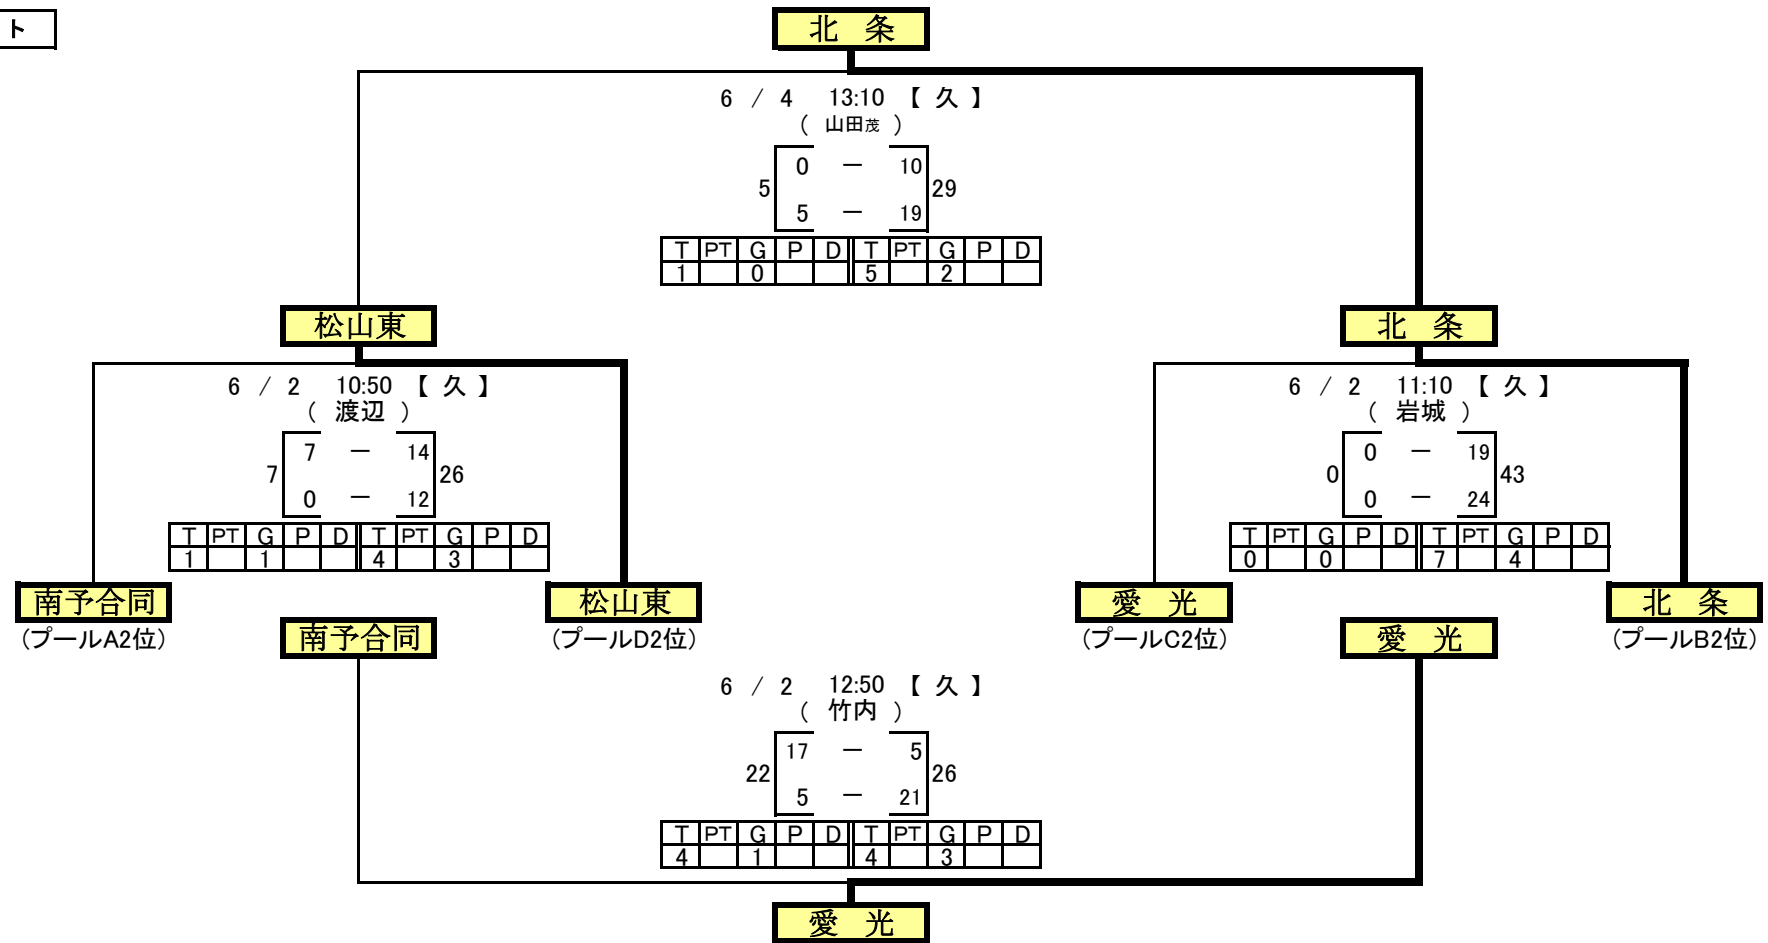 ト
北　条
6 / 4 13:10 【 久 】
( 山田茂 )
0 ー 10
5 29
5 ー 19
T PT G P D T PT G P D
1 0 5 2
松山東 北　条
6 / 2 10:50 【 久 】 6 / 2 11:10 【 久 】
( 渡辺 ) ( 岩城 )
7 ー 14 0 ー 19
7 26 0 43
0 ー 12 0 ー 24
T PT G P D T PT G P D T PT G P D T PT G P D
1 1 4 3 0 0 7 4
南予合同 松山東 愛　光 北　条
(プールA2位) 南予合同 (プールD2位) (プールC2位) 愛　光 (プールB2位)
6 / 2 12:50 【 久 】
( 竹内 )
17 ー 5
22 26
5 ー 21
T PT G P D T PT G P D
4 1 4 3
愛　光